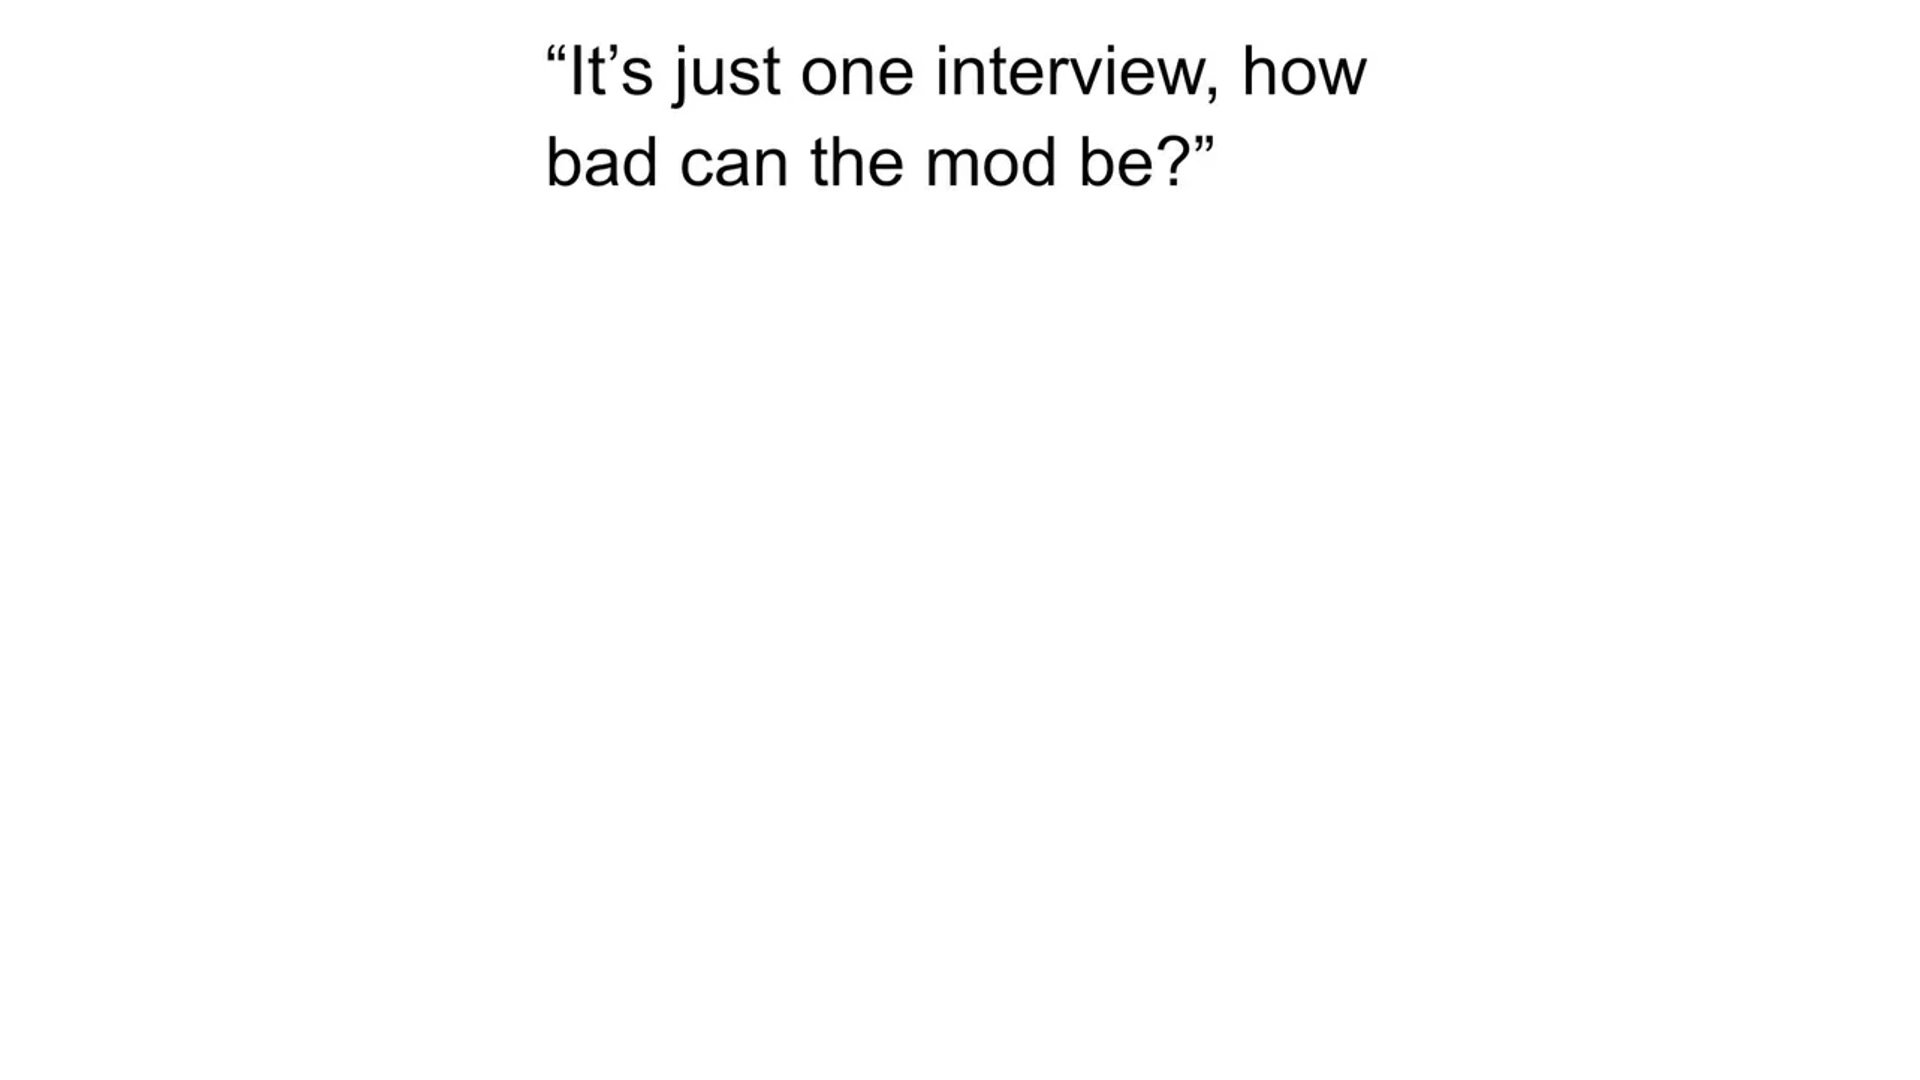 “It’s just one interview, how
bad can the mod be?”